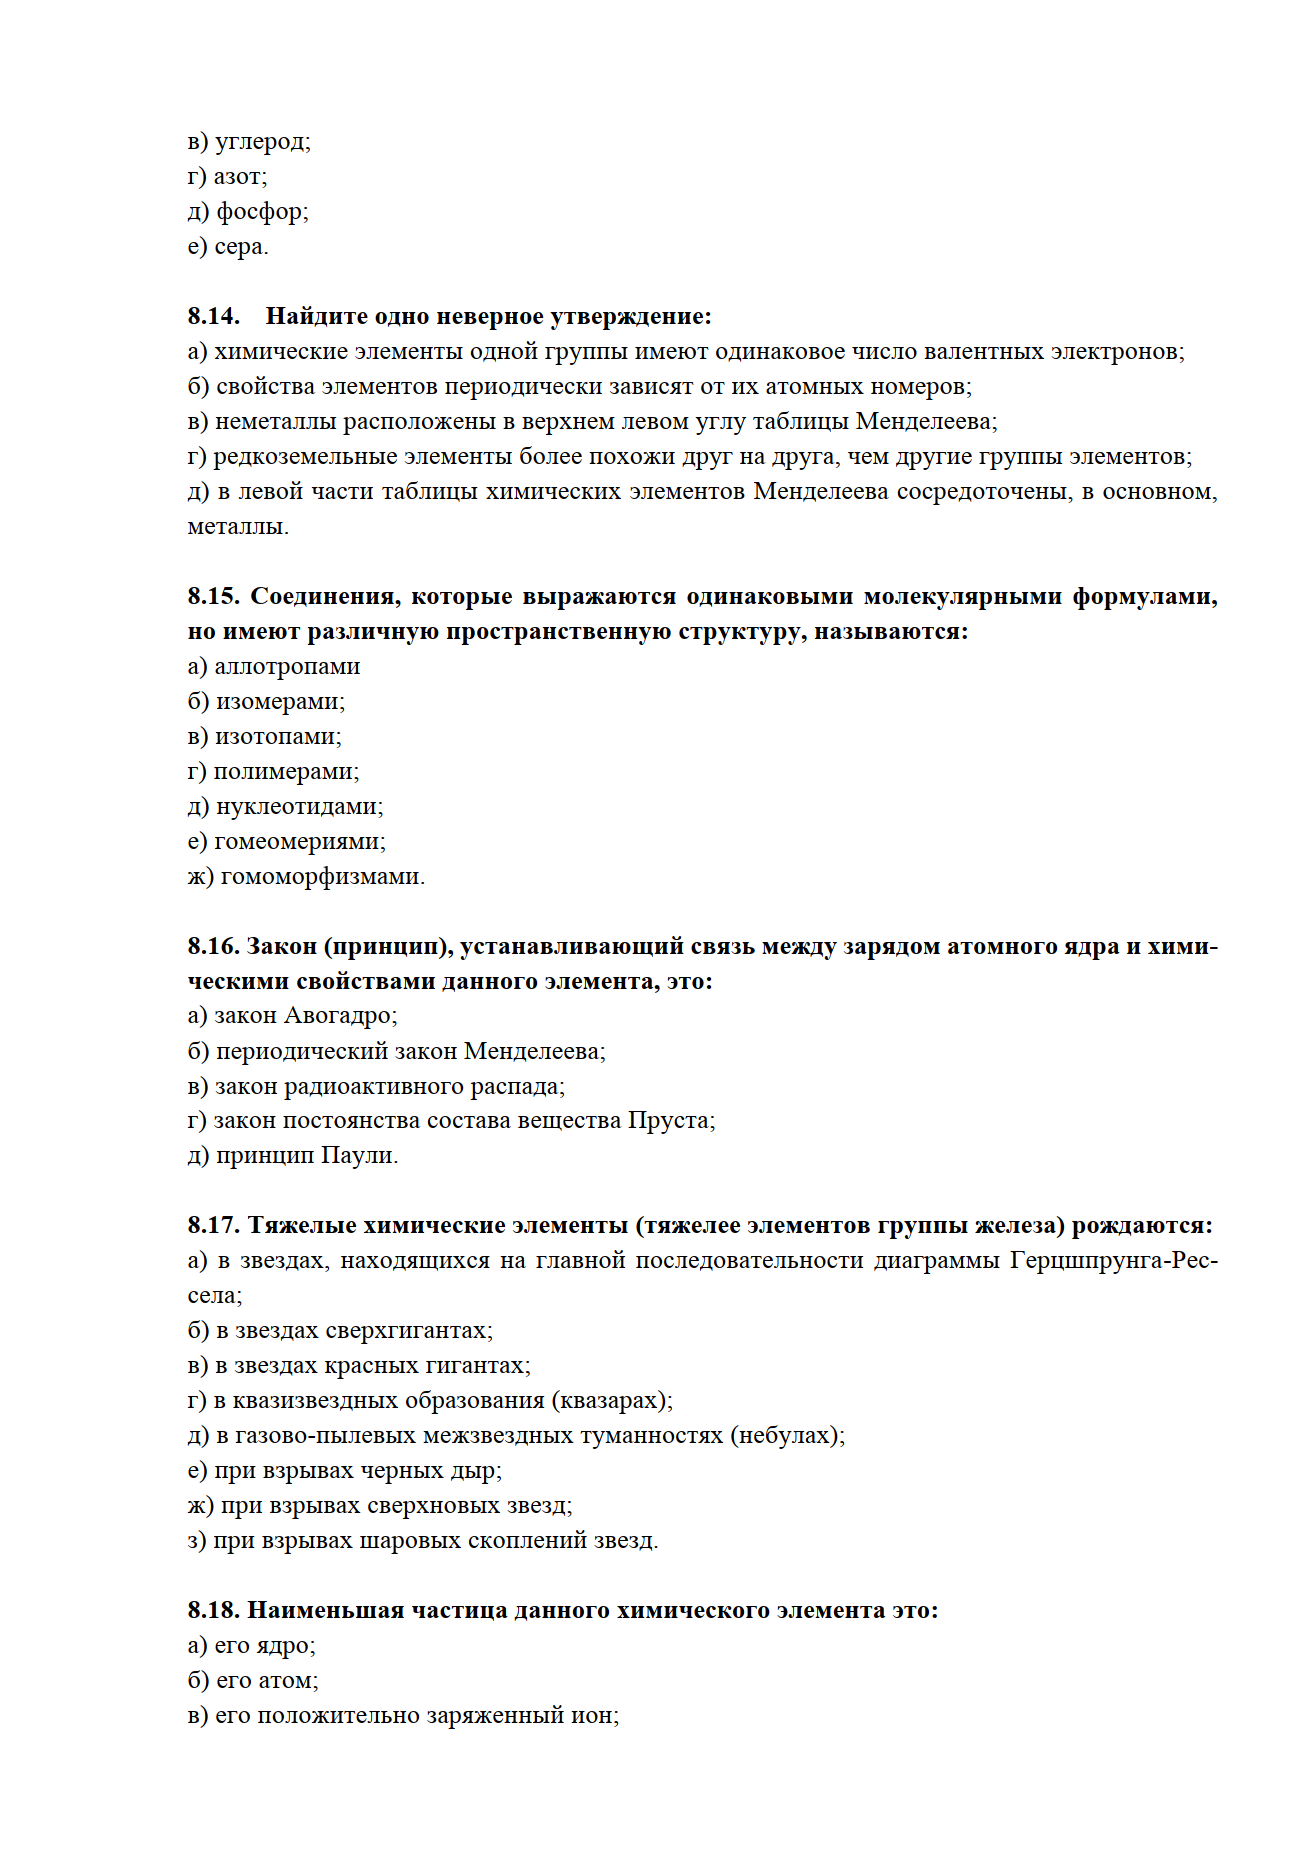 в) углерод;
г) азот;
д) фосфор;
е) сера.
8.14. Найдите одно неверное утверждение:
а) химические элементы одной группы имеют одинаковое число валентных электронов;
б) свойства элементов периодически зависят от их атомных номеров;
в) неметаллы расположены в верхнем левом углу таблицы Менделеева;
г) редкоземельные элементы более похожи друг на друга, чем другие группы элементов;
д) в левой части таблицы химических элементов Менделеева сосредоточены, в основном,
металлы.
8.15. Соединения, которые выражаются одинаковыми молекулярными формулами,
но имеют различную пространственную структуру, называются:
а) аллотропами
б) изомерами;
в) изотопами;
г) полимерами;
д) нуклеотидами;
е) гомеомериями;
ж) гомоморфизмами.
8.16. Закон (принцип), устанавливающий связь между зарядом атомного ядра и хими-
ческими свойствами данного элемента, это:
а) закон Авогадро;
б) периодический закон Менделеева;
в) закон радиоактивного распада;
г) закон постоянства состава вещества Пруста;
д) принцип Паули.
8.17. Тяжелые химические элементы (тяжелее элементов группы железа) рождаются:
а) в звездах, находящихся на главной последовательности диаграммы Герцшпрунга-Рес-
села;
б) в звездах сверхгигантах;
в) в звездах красных гигантах;
г) в квазизвездных образования (квазарах);
д) в газово-пылевых межзвездных туманностях (небулах);
е) при взрывах черных дыр;
ж) при взрывах сверхновых звезд;
з) при взрывах шаровых скоплений звезд.
8.18. Наименьшая частица данного химического элемента это:
а) его ядро;
б) его атом;
в) его положительно заряженный ион;